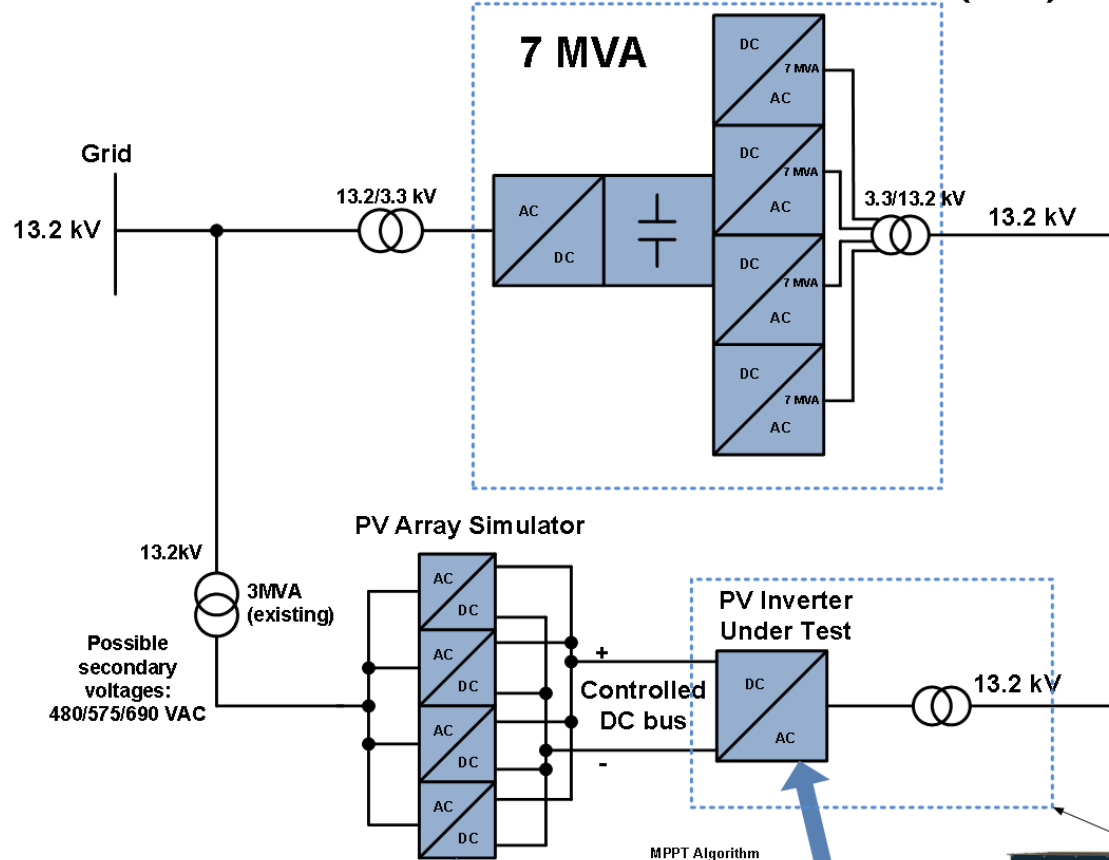 7 MVA
DC
7 MVA
AC
DC
7 MVA
AC
DC
7 MVA
AC
DC
7 MVA
AC
Grid
13.2 kV
13.2/3.3 kV
AC
DC
3.3/13.2 kV
13.2 kV
PV Array Simulator
13.2kV
3MVA
(existing)
Possible
secondary
voltages:
480/575/690 VAC
AC
DC
AC
DC
AC
DC
AC
DC
+
Controlled
DC bus
-
PV Inverter
Under Test
DC
AC
13.2 kV
MPPT Algorithm